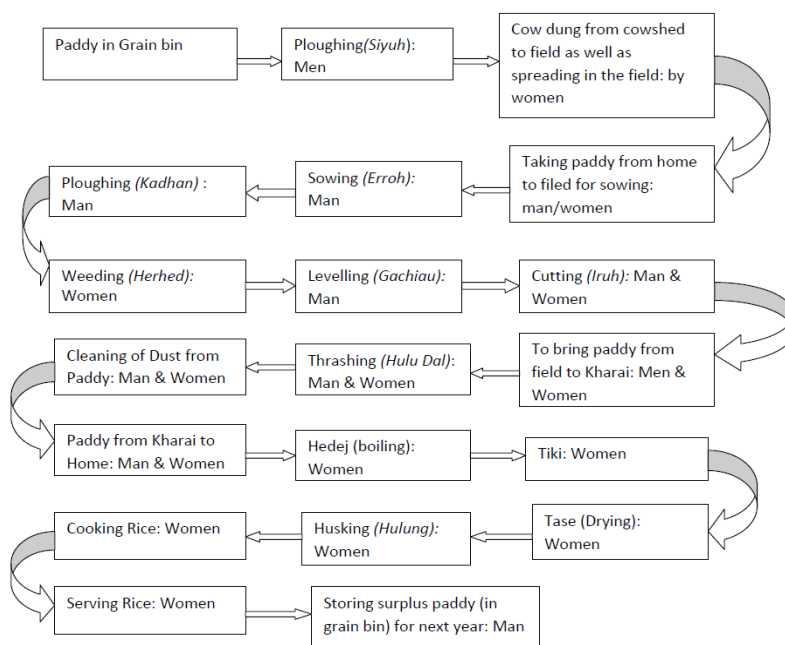 Paddy in Grain bin
Ploughing(Siyuh):
Men
Cow dung from cowshed
to field as well as
spreading in the field: by
women
Taking paddy from home
to filed for sowing:
man/women
Sowing (Erroh):
Man
Ploughing (Kadhan) :
Man
Weeding (Herhed):
Women
Levelling (Gachiau):
Man
Cutting (Iruh): Man &
Women
To bring paddy from
field to Kharai: Men &
Women
Thrashing (Hulu Dal):
Man & Women
Cleaning of Dust from
Paddy: Man & Women
Paddy from Kharai to
Home: Man & Women
Hedej (boiling):
Women
Tiki: Women
Tase (Drying):
Women
Husking (Hulung):
Women
Cooking Rice: Women
Serving Rice: Women
Storing surplus paddy (in
grain bin) for next year: Man